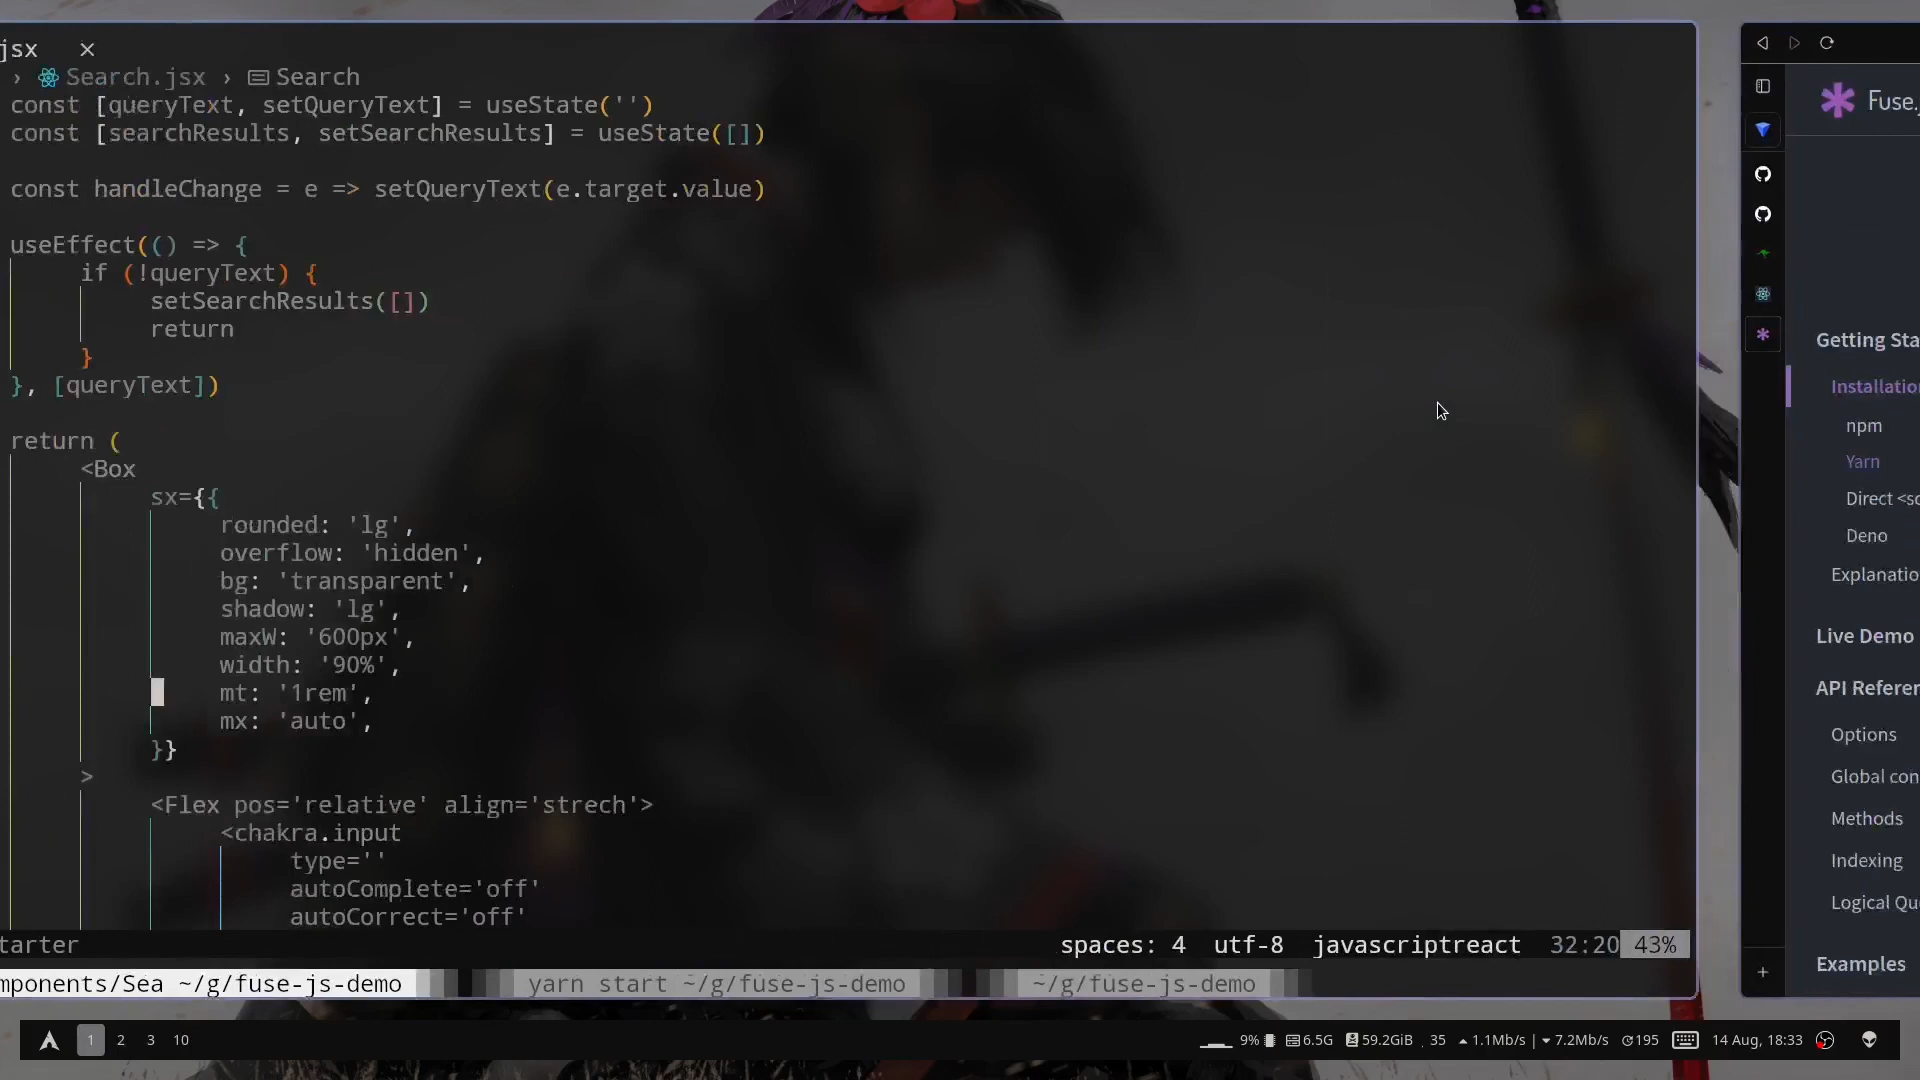 jsx ×
› Search.jsx › Search
const [queryText, setQueryText] = useState('')
const [searchResults, setSearchResults] = useState([])
const handleChange = e => setQueryText(e.target.value)
useEffect(() => {
if (!queryText) {
setSearchResults([])
return
}
}, [queryText])
return (
<Box
sx={{
rounded: 'lg',
overflow: 'hidden',
bg: 'transparent',
shadow: 'lg',
maxW: '600px',
width: '90%',
mt: '1rem',
mx: 'auto',
}}
>
<Flex pos='relative' align='strech'>
<chakra.input
type=''
autoComplete='off'
autoCorrect='off'
tarter
spaces: 4 utf-8 javascriptreact 32:20 43%
mponents/Sea ~/g/fuse-js-demo
yarn start ~/g/fuse-js-demo
~/g/fuse-js-demo
Fuse.
Getting Sta
Installatio
npm
Yarn
Direct <sc
Deno
Explanatio
Live Demo
API Referer
Options
Global con
Methods
Indexing
Logical Qu
Examples
1 2 3 10
9% 6.5G 59.2GiB 35 1.1Mb/s | 7.2Mb/s 195 14 Aug, 18:33